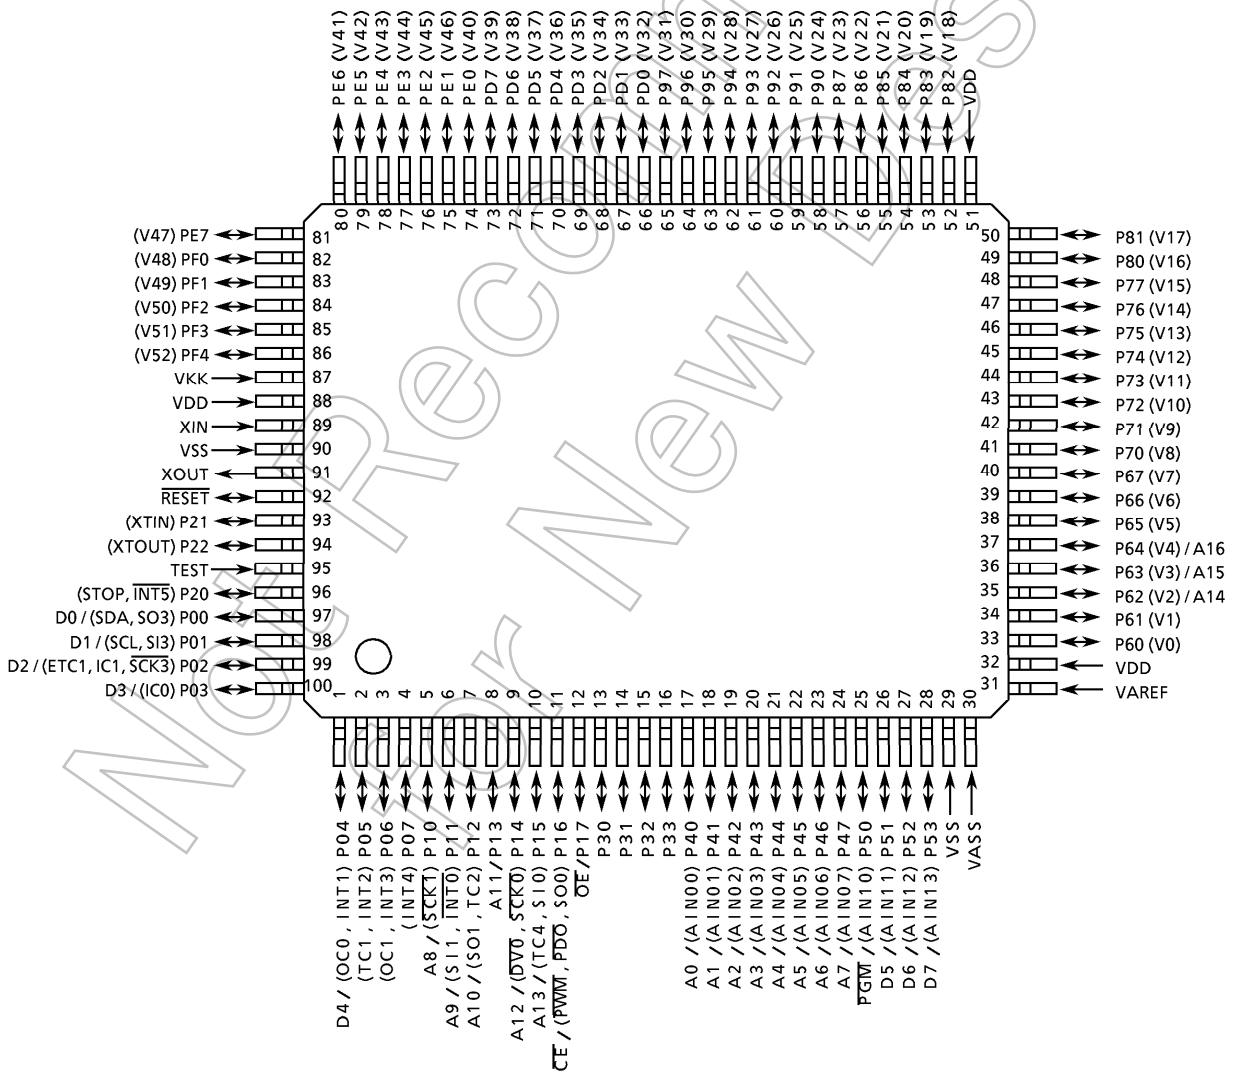 PE6 (V41)
PE5 (V42)
PE4 (V43)
PE3 (V44)
PE2 (V45)
PE1 (V46)
PE0 (V40)
PD7 (V39)
PD6 (V38)
PD5 (V37)
PD4 (V36)
PD3 (V35)
PD2 (V34)
PD1 (V33)
PD0 (V32)
P97 (V31)
P96 (V30)
P95 (V29)
P94 (V28)
P93 (V27)
P92 (V26)
P91 (V25)
P90 (V24)
P87 (V23)
P86 (V22)
P85 (V21)
P84 (V20)
P83 (V19)
P82 (V18)
VDD
80 79 78 77 76 75 74 73 72 71 70 69 68 67 66 65 64 63 62 61 60 59 58 57 56 55 54 53 52 51
(V47) PE7 81
(V48) PF0 82
(V49) PF1 83
(V50) PF2 84
(V51) PF3 85
(V52) PF4 86
VKK 87
VDD 88
XIN 89
VSS 90
XOUT 91
RESET 92
(XTIN) P21 93
(XTOUT) P22 94
TEST 95
(STOP, INT5) P20 96
D0 / (SDA, SO3) P00 97
D1 / (SCL, SI3) P01 98
D2 / (ETC1, IC1, SCK3) P02 99
D3 / (IC0) P03 100
50 P81 (V17)
49 P80 (V16)
48 P77 (V15)
47 P76 (V14)
46 P75 (V13)
45 P74 (V12)
44 P73 (V11)
43 P72 (V10)
42 P71 (V9)
41 P70 (V8)
40 P67 (V7)
39 P66 (V6)
38 P65 (V5)
37 P64 (V4) / A16
36 P63 (V3) / A15
35 P62 (V2) / A14
34 P61 (V1)
33 P60 (V0)
32 VDD
31 VAREF
1 2 3 4 5 6 7 8 9 10 11 12 13 14 15 16 17 18 19 20 21 22 23 24 25 26 27 28 29 30
D4 / (OC0, INT1) P04
(TC1, INT2) P05
(OC1, INT3) P06
(INT4) P07
A8 / (SCK1) P10
A9 / (SI1, INT0) P11
A10 / (SO1, TC2) P12
A11 / P13
A12 / (DV0, SCK0) P14
A13 / (TC4, SI0) P15
CE / (PWM, PDO, SO0) P16
OE / P17
P30
P31
P32
P33
A0 / (AIN00) P40
A1 / (AIN01) P41
A2 / (AIN02) P42
A3 / (AIN03) P43
A4 / (AIN04) P44
A5 / (AIN05) P45
A6 / (AIN06) P46
A7 / (AIN07) P47
PGM / (AIN10) P50
D5 / (AIN11) P51
D6 / (AIN12) P52
D7 / (AIN13) P53
VSS
VASS
Not Recomm
for New Des